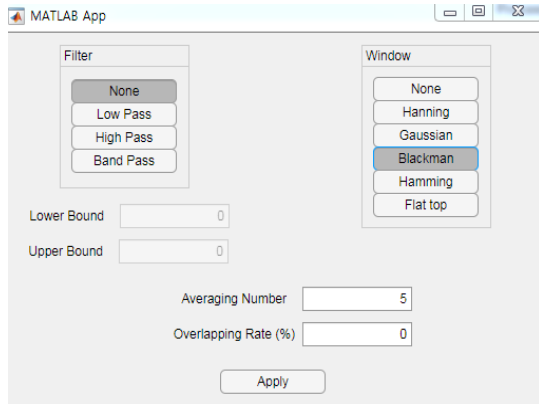 MATLAB App
Filter
None
Low Pass
High Pass
Band Pass
Window
None
Hanning
Gaussian
Blackman
Hamming
Flat top
Lower Bound 0
Upper Bound 0
Averaging Number 5
Overlapping Rate (%) 0
Apply